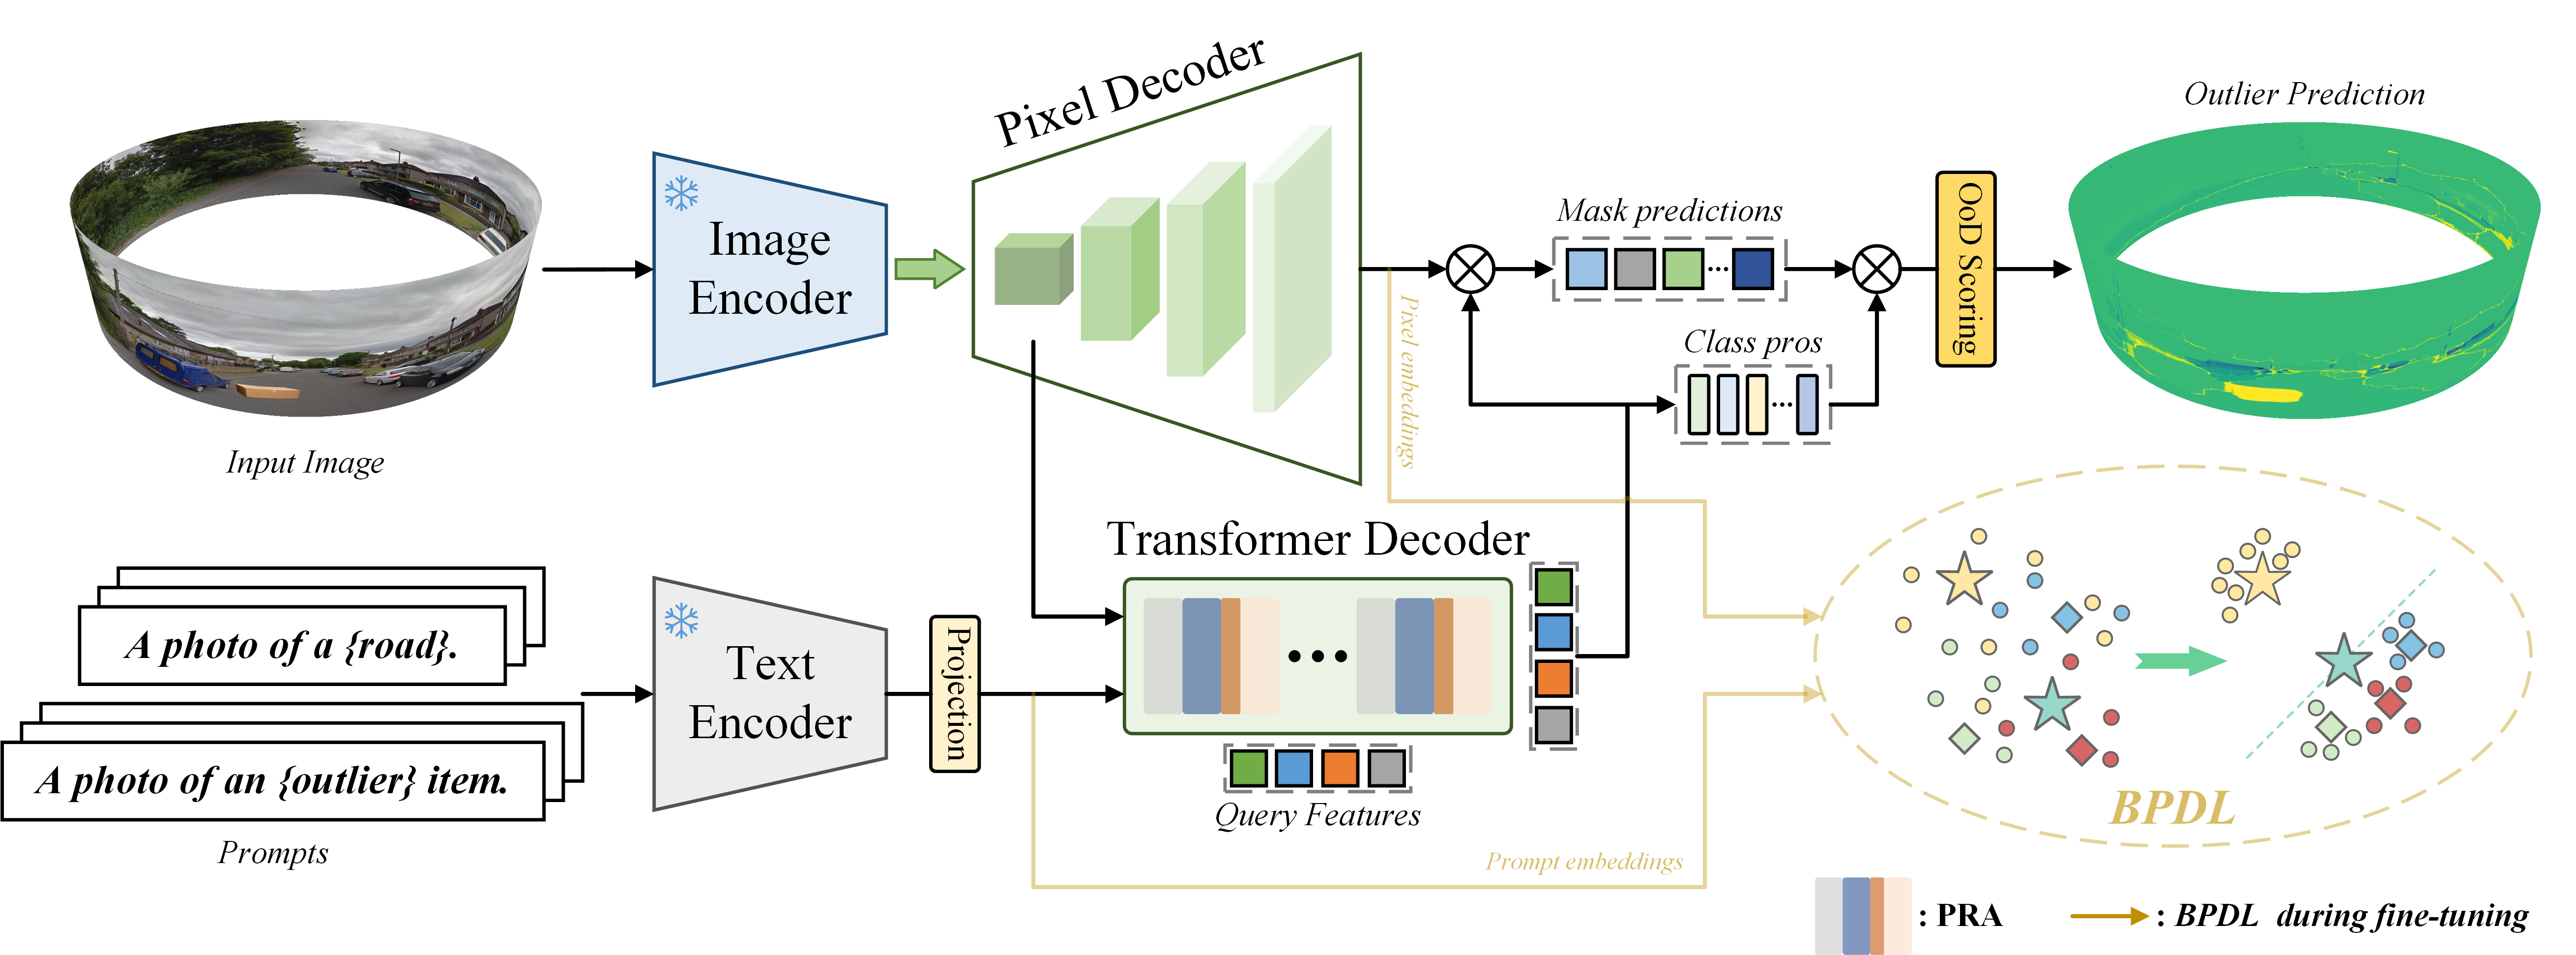 Pixel Decoder
Outlier Prediction
Image
Encoder
Mask predictions
OoD Scoring
Class pros
Pixel embeddings
Input Image
Transformer Decoder
A photo of a {road}.
Text
Encoder
Projection
A photo of an {outlier} item.
Query Features
BPDL
Prompts
Prompt embeddings
: PRA
: BPDL during fine-tuning